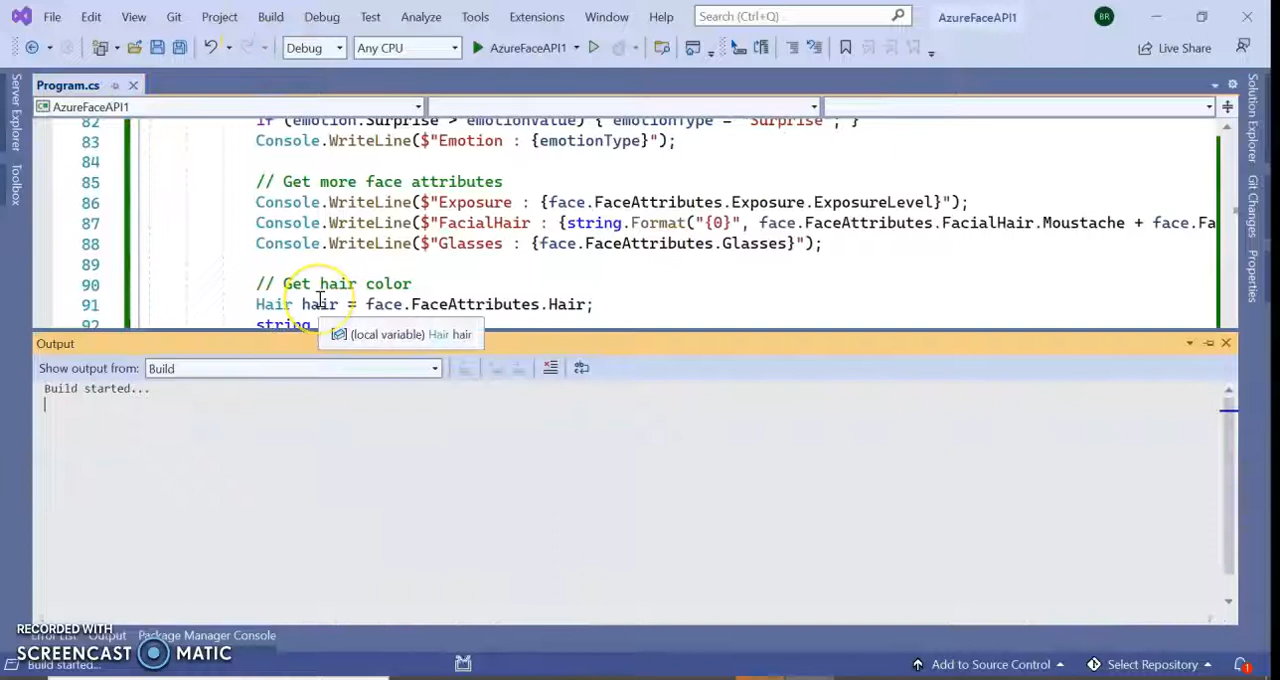 File Edit View Git Project Build Debug Test Analyze Tools Extensions Window Help Search (Ctrl+Q) AzureFaceAPI1 BR
Debug Any CPU AzureFaceAPI1 Live Share
Server Explorer
Toolbox
Program.cs
AzureFaceAPI1
82 if (emotion.Surprise > emotionValue) { emotionType = "Surprise"; }
83 Console.WriteLine($"Emotion : {emotionType}");
84
85 // Get more face attributes
86 Console.WriteLine($"Exposure : {face.FaceAttributes.Exposure.ExposureLevel}");
87 Console.WriteLine($"FacialHair : {string.Format("{0}", face.FaceAttributes.FacialHair.Moustache + face.Fa
88 Console.WriteLine($"Glasses : {face.FaceAttributes.Glasses}");
89
90 // Get hair color
91 Hair hair = face.FaceAttributes.Hair;
92 string
(local variable) Hair hair
Solution Explorer
Git Changes
Properties
Output
Show output from: Build
Build started...
Error List Output Package Manager Console
RECORDED WITH
SCREENCAST MATIC
Build started... Add to Source Control Select Repository 1